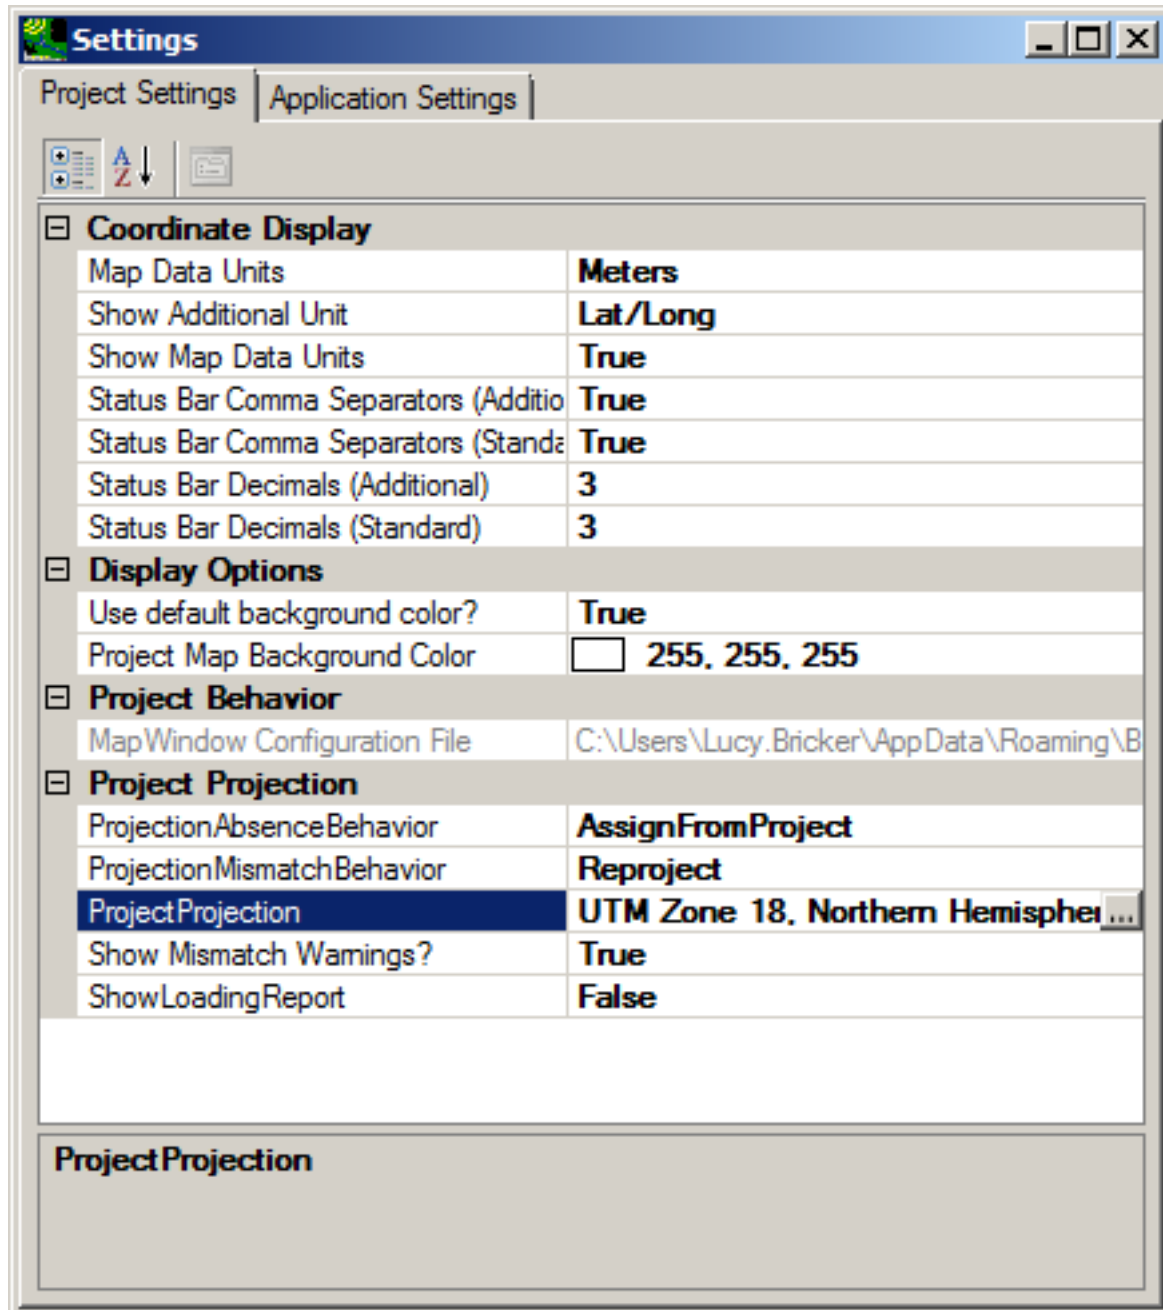 Settings
Project Settings Application Settings
Coordinate Display
Map Data Units Meters
Show Additional Unit Lat/Long
Show Map Data Units True
Status Bar Comma Separators (Additio True
Status Bar Comma Separators (Standa True
Status Bar Decimals (Additional) 3
Status Bar Decimals (Standard) 3
Display Options
Use default background color? True
Project Map Background Color 255, 255, 255
Project Behavior
MapWindow Configuration File C:\Users\Lucy.Bricker\AppData\Roaming\B
Project Projection
ProjectionAbsenceBehavior AssignFromProject
ProjectionMismatchBehavior Reproject
ProjectProjection UTM Zone 18, Northern Hemispher ...
Show Mismatch Warnings? True
ShowLoadingReport False
ProjectProjection